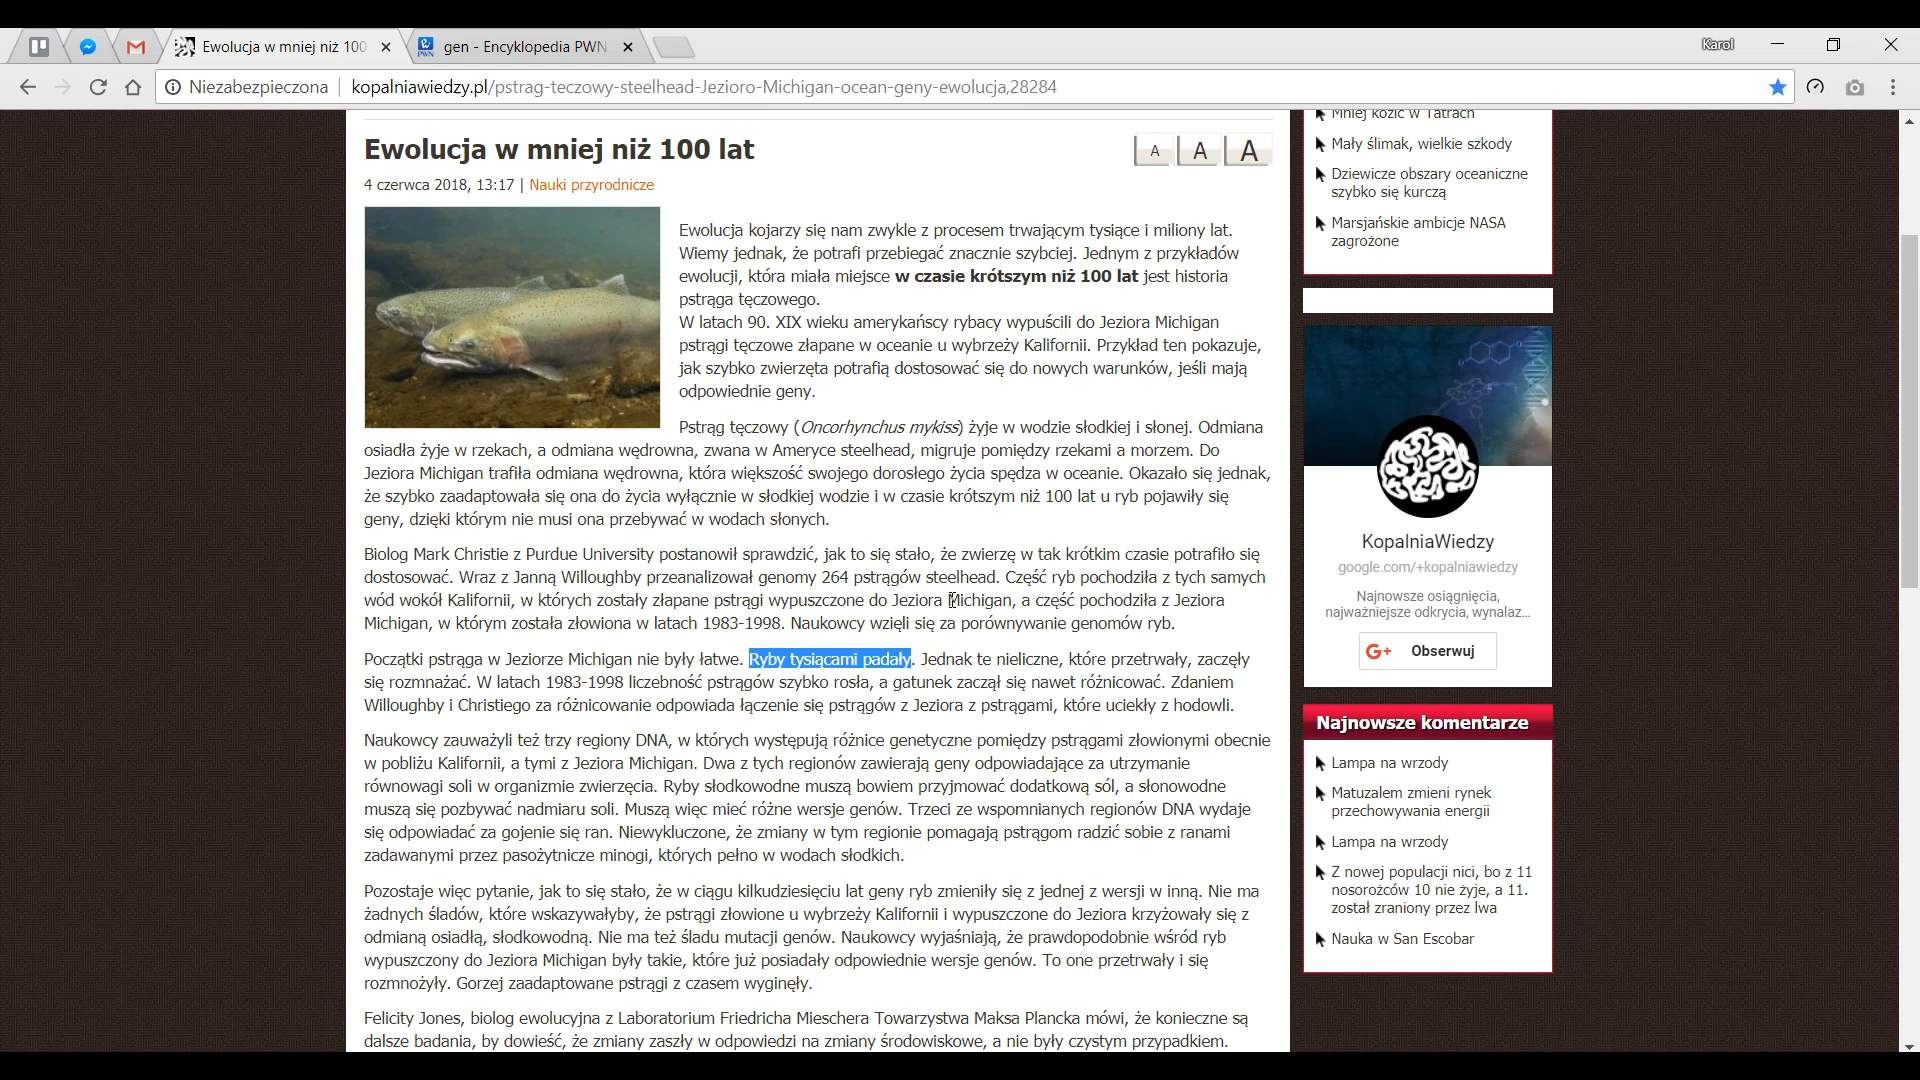 Karol
Ewolucja w mniej niż 100
gen - Encyklopedia PWN
Niezabezpieczona
kopalniawiedzy.pl/pstrag-teczowy-steelhead-Jezioro-Michigan-ocean-geny-ewolucja,28284
Ewolucja w mniej niż 100 lat
A A A
4 czerwca 2018, 13:17 | Nauki przyrodnicze
Ewolucja kojarzy się nam zwykle z procesem trwającym tysiące i miliony lat.
Wiemy jednak, że potrafi przebiegać znacznie szybciej. Jednym z przykładów
ewolucji, która miała miejsce w czasie krótszym niż 100 lat jest historia
pstrąga tęczowego.
W latach 90. XIX wieku amerykańscy rybacy wypuścili do Jeziora Michigan
pstrągi tęczowe złapane w oceanie u wybrzeży Kalifornii. Przykład ten pokazuje,
jak szybko zwierzęta potrafią dostosować się do nowych warunków, jeśli mają
odpowiednie geny.
Pstrąg tęczowy (Oncorhynchus mykiss) żyje w wodzie słodkiej i słonej. Odmiana
osiadła żyje w rzekach, a odmiana wędrowna, zwana w Ameryce steelhead, migruje pomiędzy rzekami a morzem. Do
Jeziora Michigan trafiła odmiana wędrowna, która większość swojego dorosłego życia spędza w oceanie. Okazało się jednak,
że szybko zaadaptowała się ona do życia wyłącznie w słodkiej wodzie i w czasie krótszym niż 100 lat u ryb pojawiły się
geny, dzięki którym nie musi ona przebywać w wodach słonych.
Biolog Mark Christie z Purdue University postanowił sprawdzić, jak to się stało, że zwierzę w tak krótkim czasie potrafiło się
dostosować. Wraz z Janną Willoughby przeanalizował genomy 264 pstrągów steelhead. Część ryb pochodziła z tych samych
wód wokół Kalifornii, w których zostały złapane pstrągi wypuszczone do Jeziora Michigan, a część pochodziła z Jeziora
Michigan, w którym została złowiona w latach 1983-1998. Naukowcy wzięli się za porównywanie genomów ryb.
Początki pstrąga w Jeziorze Michigan nie były łatwe. Ryby tysiącami padały. Jednak te nieliczne, które przetrwały, zaczęły
się rozmnażać. W latach 1983-1998 liczebność pstrągów szybko rosła, a gatunek zaczął się nawet różnicować. Zdaniem
Willoughby i Christiego za różnicowanie odpowiada łączenie się pstrągów z Jeziora z pstrągami, które uciekły z hodowli.
Naukowcy zauważyli też trzy regiony DNA, w których występują różnice genetyczne pomiędzy pstrągami złowionymi obecnie
w pobliżu Kalifornii, a tymi z Jeziora Michigan. Dwa z tych regionów zawierają geny odpowiadające za utrzymanie
równowagi soli w organizmie zwierzęcia. Ryby słodkowodne muszą bowiem przyjmować dodatkową sól, a słonowodne
muszą się pozbywać nadmiaru soli. Muszą więc mieć różne wersje genów. Trzeci ze wspomnianych regionów DNA wydaje
się odpowiadać za gojenie się ran. Niewykluczone, że zmiany w tym regionie pomagają pstrągom radzić sobie z ranami
zadawanymi przez pasożytnicze minogi, których pełno w wodach słodkich.
Pozostaje więc pytanie, jak to się stało, że w ciągu kilkudziesięciu lat geny ryb zmieniły się z jednej z wersji w inną. Nie ma
żadnych śladów, które wskazywałyby, że pstrągi złowione u wybrzeży Kalifornii i wypuszczone do Jeziora krzyżowały się z
odmianą osiadłą, słodkowodną. Nie ma też śladu mutacji genów. Naukowcy wyjaśniają, że prawdopodobnie wśród ryb
wypuszczony do Jeziora Michigan były takie, które już posiadały odpowiednie wersje genów. To one przetrwały i się
rozmnożyły. Gorzej zaadaptowane pstrągi z czasem wyginęły.
Felicity Jones, biolog ewolucyjna z Laboratorium Friedricha Mieschera Towarzystwa Maksa Plancka mówi, że konieczne są
dalsze badania, by dowieść, że zmiany zaszły w odpowiedzi na zmiany środowiskowe, a nie były czystym przypadkiem.
Mniej kozic w Tatrach
Mały ślimak, wielkie szkody
Dziewicze obszary oceaniczne
szybko się kurczą
Marsjańskie ambicje NASA
zagrożone
KopalniaWiedzy
google.com/+kopalniawiedzy
Najnowsze osiągnięcia,
najważniejsze odkrycia, wynalaz...
G+ Obserwuj
Najnowsze komentarze
Lampa na wrzody
Matuzalem zmieni rynek
przechowywania energii
Lampa na wrzody
Z nowej populacji nici, bo z 11
nosorożców 10 nie żyje, a 11.
został zraniony przez lwa
Nauka w San Escobar